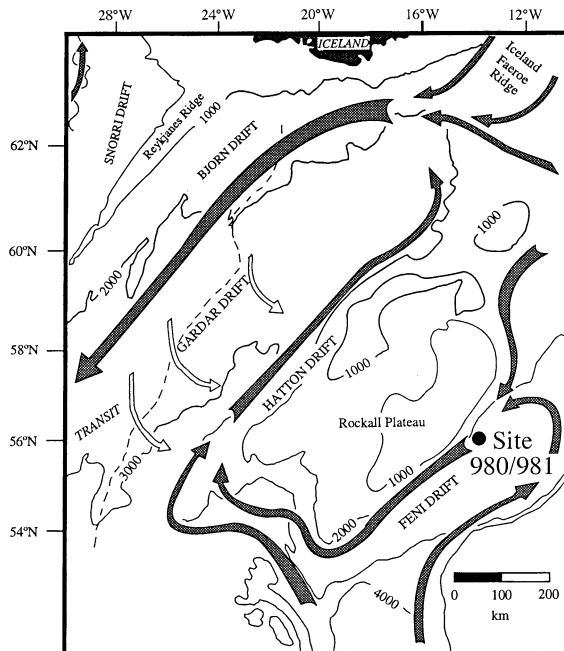 28°W
24°W
20°W
16°W
12°W
ICELAND
Iceland
Faeroe
Ridge
SNORRI DRIFT
Reykjanes Ridge
1000
BJORN DRIFT
62°N
1000
60°N
2000
GARDAR DRIFT
58°N
HATTON DRIFT
1000
TRANSIT
Rockall Plateau
56°N
Site
980/981
3000
1000
FENI DRIFT
2000
54°N
4000
0 100 200
km